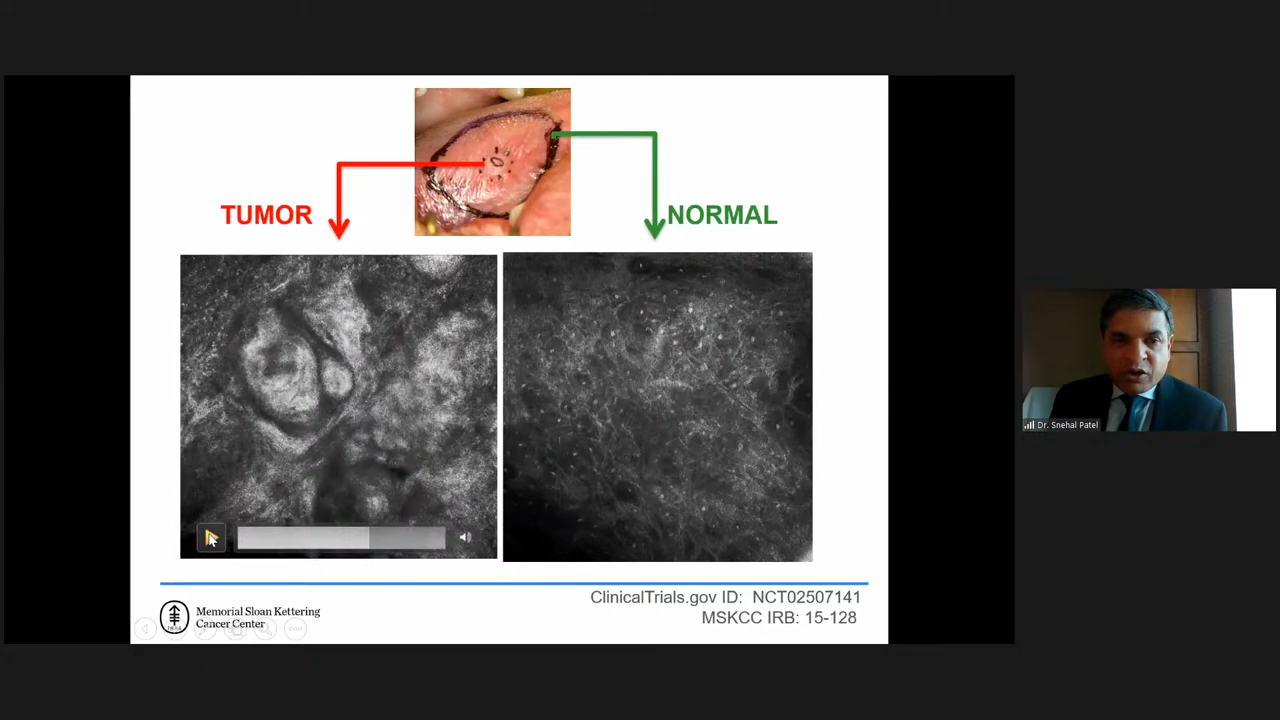 TUMOR
NORMAL
Dr. Snehal Patel
ClinicalTrials.gov ID: NCT02507141
MSKCC IRB: 15-128
Memorial Sloan Kettering
Cancer Center